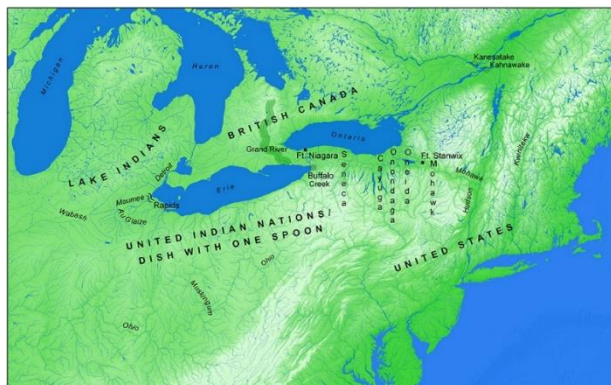 Michigan
Huron
Kanesatake
Kahnawake
BRITISH CANADA
Ontario
Grand River
LAKE INDIANS
Detroit
Ft. Niagara
Seneca
Cayuga
Onondaga
Oneida
Ft. Stanwix
Mohawk
Mohawk
Hudson
Kwinitekw
Buffalo
Creek
Erie
Maumee
Rapids
Au Glaize
Wabash
UNITED INDIAN NATIONS/
DISH WITH ONE SPOON
UNITED STATES
Ohio
Muskingum
Ohio